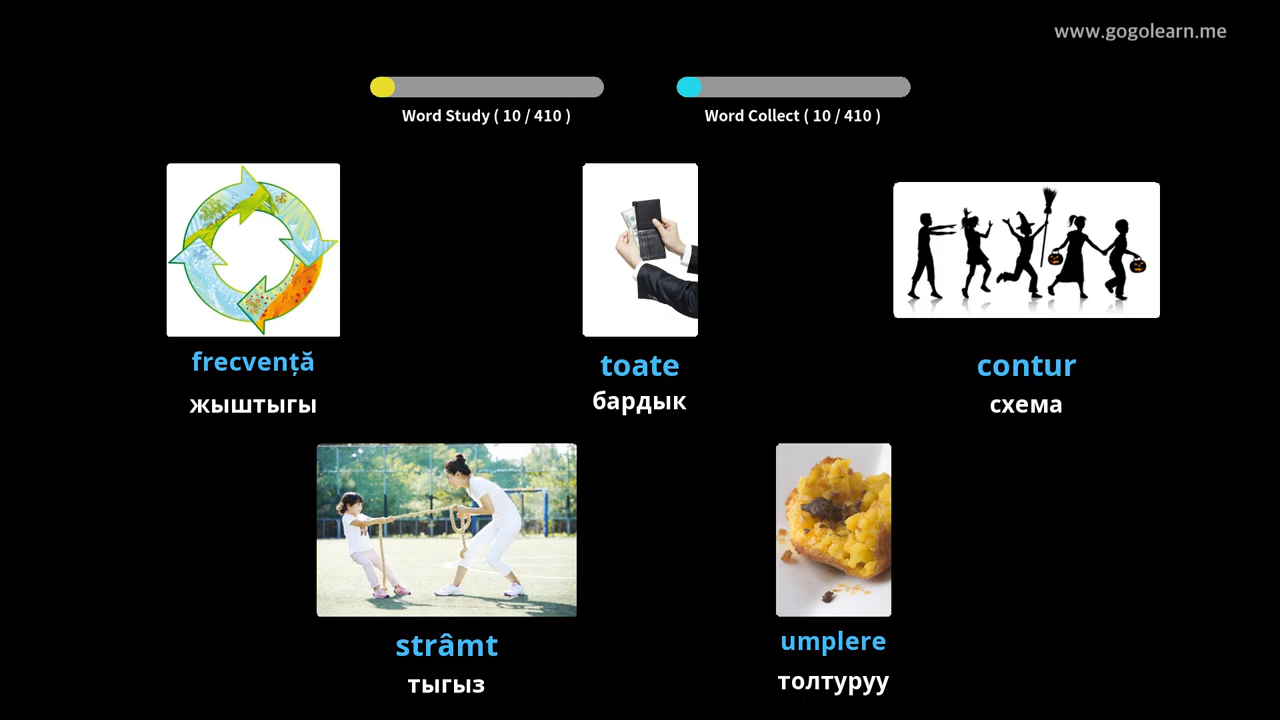 www.gogolearn.me
Word Study ( 10 / 410 )
Word Collect ( 10 / 410 )
frecvență
жыштыгы
toate
бардык
contur
схема
strâmt
тыгыз
umplere
толтуруу